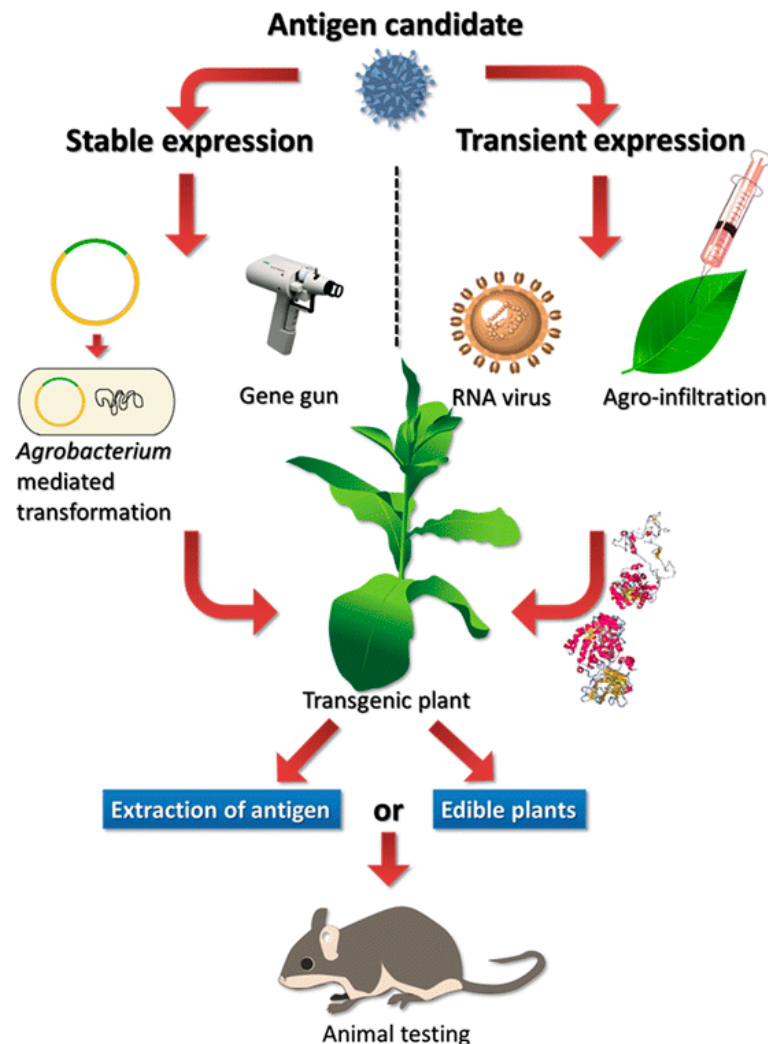 Antigen candidate
Stable expression
Transient expression
Gene gun
RNA virus
Agro-infiltration
Agrobacterium
mediated
transformation
Transgenic plant
Extraction of antigen
or
Edible plants
Animal testing